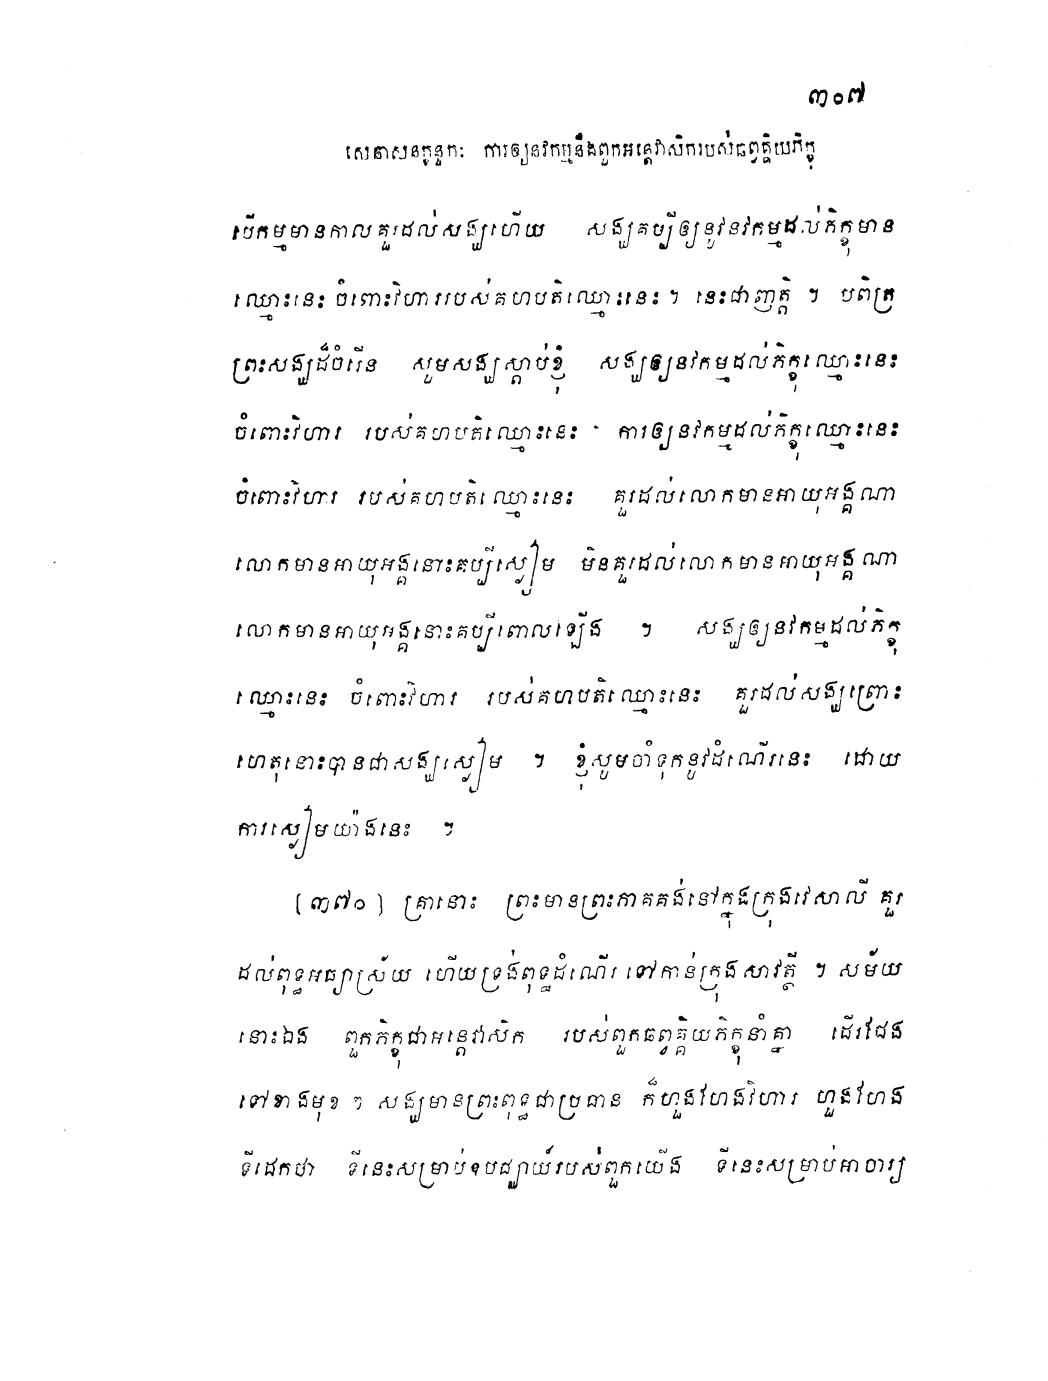 ៣០៧
សេនាសនក្ខន្ធកៈ ការឲ្យនវកម្មនឹងពួកអន្តេវាសិករបស់ឆព្វគ្គិយភិក្ខុ
បើកម្មមានកាលគួរដល់សង្ឃហើយ សង្ឃគប្បីឲ្យនូវនវកម្មដល់ភិក្ខុមាន
ឈ្មោះនេះ ចំពោះវិហាររបស់គហបតិឈ្មោះនេះ ។ នេះជាញត្តិ ។ បពិត្រ
ព្រះសង្ឃដ៏ចំរើន សូមសង្ឃស្តាប់ខ្ញុំ សង្ឃឲ្យនវកម្មដល់ភិក្ខុឈ្មោះនេះ
ចំពោះវិហារ របស់គហបតិឈ្មោះនេះ ការឲ្យនវកម្មដល់ភិក្ខុឈ្មោះនេះ
ចំពោះវិហារ របស់គហបតិឈ្មោះនេះ គួរដល់លោកមានអាយុអង្គណា
លោកមានអាយុអង្គនោះគប្បីស្ងៀម មិនគួរដល់លោកមានអាយុអង្គណា
លោកមានអាយុអង្គនោះគប្បីពោលឡើង ។ សង្ឃឲ្យនវកម្មដល់ភិក្ខុ
ឈ្មោះនេះ ចំពោះវិហារ របស់គហបតិឈ្មោះនេះ គួរដល់សង្ឃព្រោះ
ហេតុនោះបានជាសង្ឃស្ងៀម ។ ខ្ញុំសូមចាំទុកនូវដំណើរនេះ ដោយ
ការស្ងៀមយ៉ាងនេះ ។
[៣៧០] គ្រានោះ ព្រះមានព្រះភាគគង់នៅក្នុងក្រុងវេសាលី គួរ
ដល់ពុទ្ធអធ្យាស្រ័យ ហើយទ្រង់ពុទ្ធដំណើរ ទៅកាន់ក្រុងសាវត្ថី ។ សម័យ
នោះឯង ពួកភិក្ខុជាអន្តេវាសិក របស់ពួកឆព្វគ្គិយភិក្ខុនាំគ្នា ដើរជែង
ទៅខាងមុខ ៗ សង្ឃមានព្រះពុទ្ធជាប្រធាន ក៏ហួងហែងវិហារ ហួងហែង
ទីដេកថា ទីនេះសម្រាប់ឧបជ្ឈាយ៍របស់ពួកយើង ទីនេះសម្រាប់អាចារ្យ